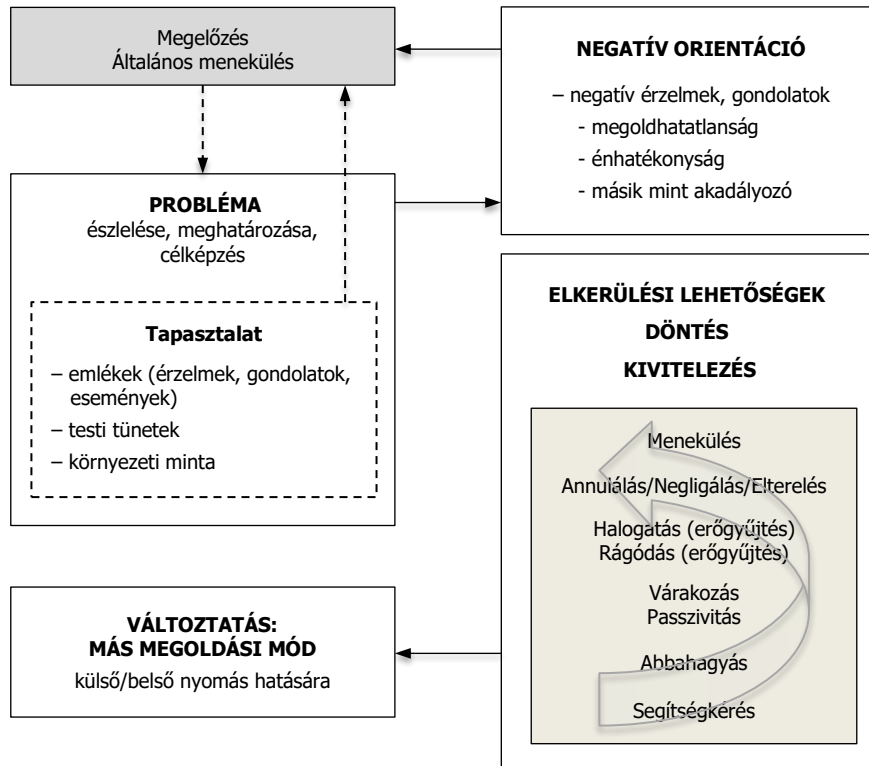 Megelőzés
Általános menekülés
NEGATÍV ORIENTÁCIÓ
– negatív érzelmek, gondolatok
- megoldhatatlanság
- énhatékonyság
- másik mint akadályozó
PROBLÉMA
észlelése, meghatározása,
célképzés
Tapasztalat
– emlékek (érzelmek, gondolatok,
események)
– testi tünetek
– környezeti minta
ELKERÜLÉSI LEHETŐSÉGEK
DÖNTÉS
KIVITELEZÉS
Menekülés
Annulálás/Negligálás/Elterelés
Halogatás (erőgyűjtés)
Rágódás (erőgyűjtés)
Várakozás
Passzivitás
Abbahagyás
Segítségkérés
VÁLTOZTATÁS:
MÁS MEGOLDÁSI MÓD
külső/belső nyomás hatására